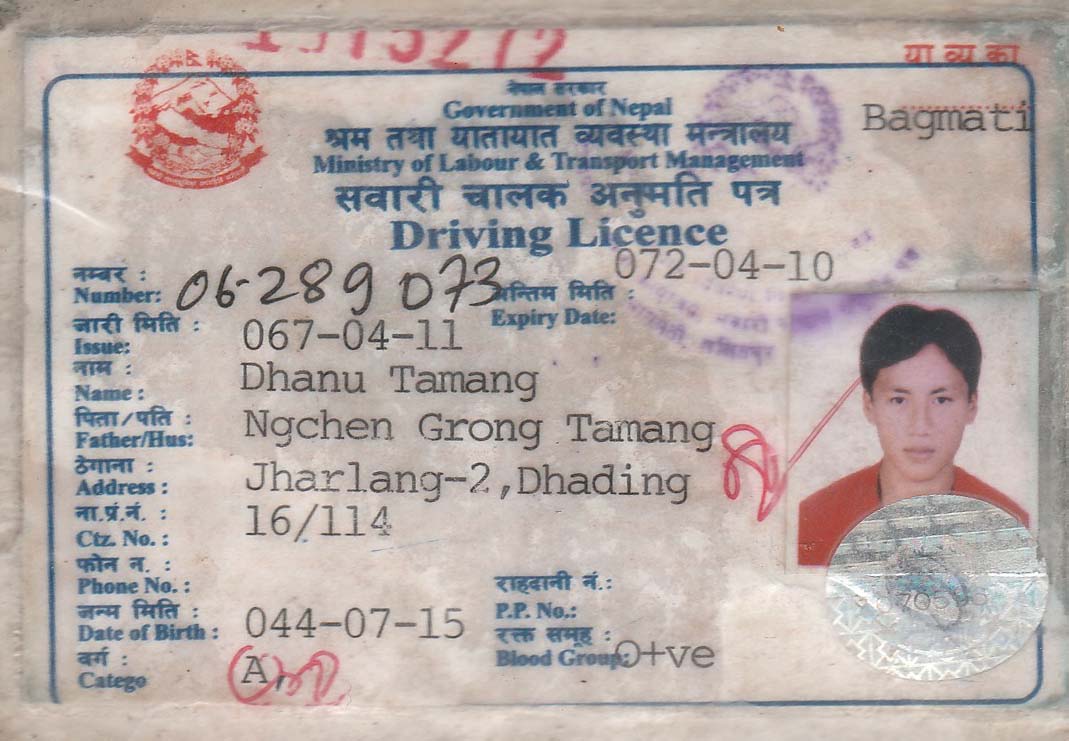 या व्य का
नेपाल सरकार
Government of Nepal
Bagmati
श्रम तथा यातायात व्यवस्था मन्त्रालय
Ministry of Labour & Transport Management
सवारी चालक अनुमति पत्र
Driving Licence
नम्बर :
Number: 06-289 073
अन्तिम मिति :
Expiry Date: 072-04-10
जारी मिति :
Issue: 067-04-11
नाम :
Name : Dhanu Tamang
पिता/पति :
Father/Hus: Ngchen Grong Tamang
ठेगाना :
Address : Jharlang-2,Dhading
ना.प्रं.नं. :
Ctz. No. : 16/114
फोन न. :
Phone No. :
राहदानी नं.:
P.P. No.:
जन्म मिति :
Date of Birth : 044-07-15
रक्त समूह :
Blood Group: O+ve
वर्ग :
Catego A,